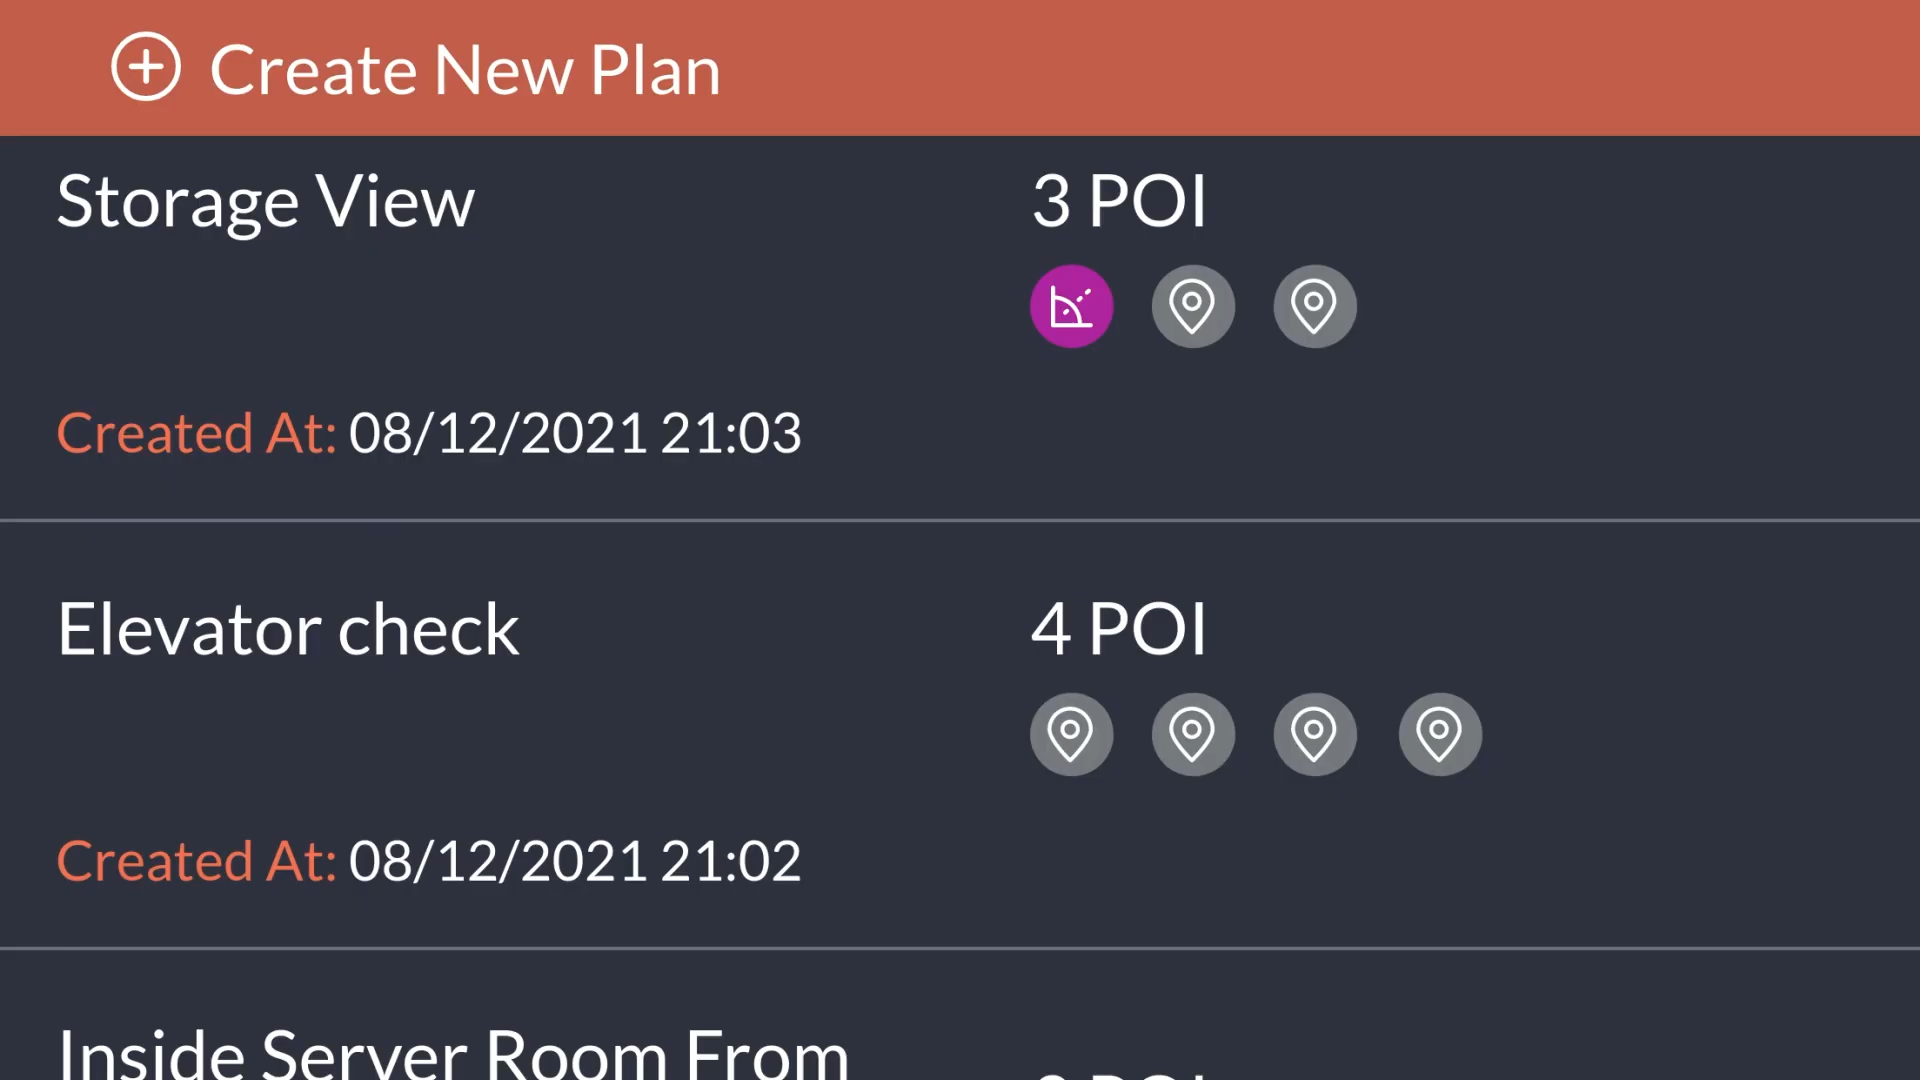 Create New Plan
Storage View
3 POI
Created At: 08/12/2021 21:03
Elevator check
4 POI
Created At: 08/12/2021 21:02
Inside Server Room From
POI